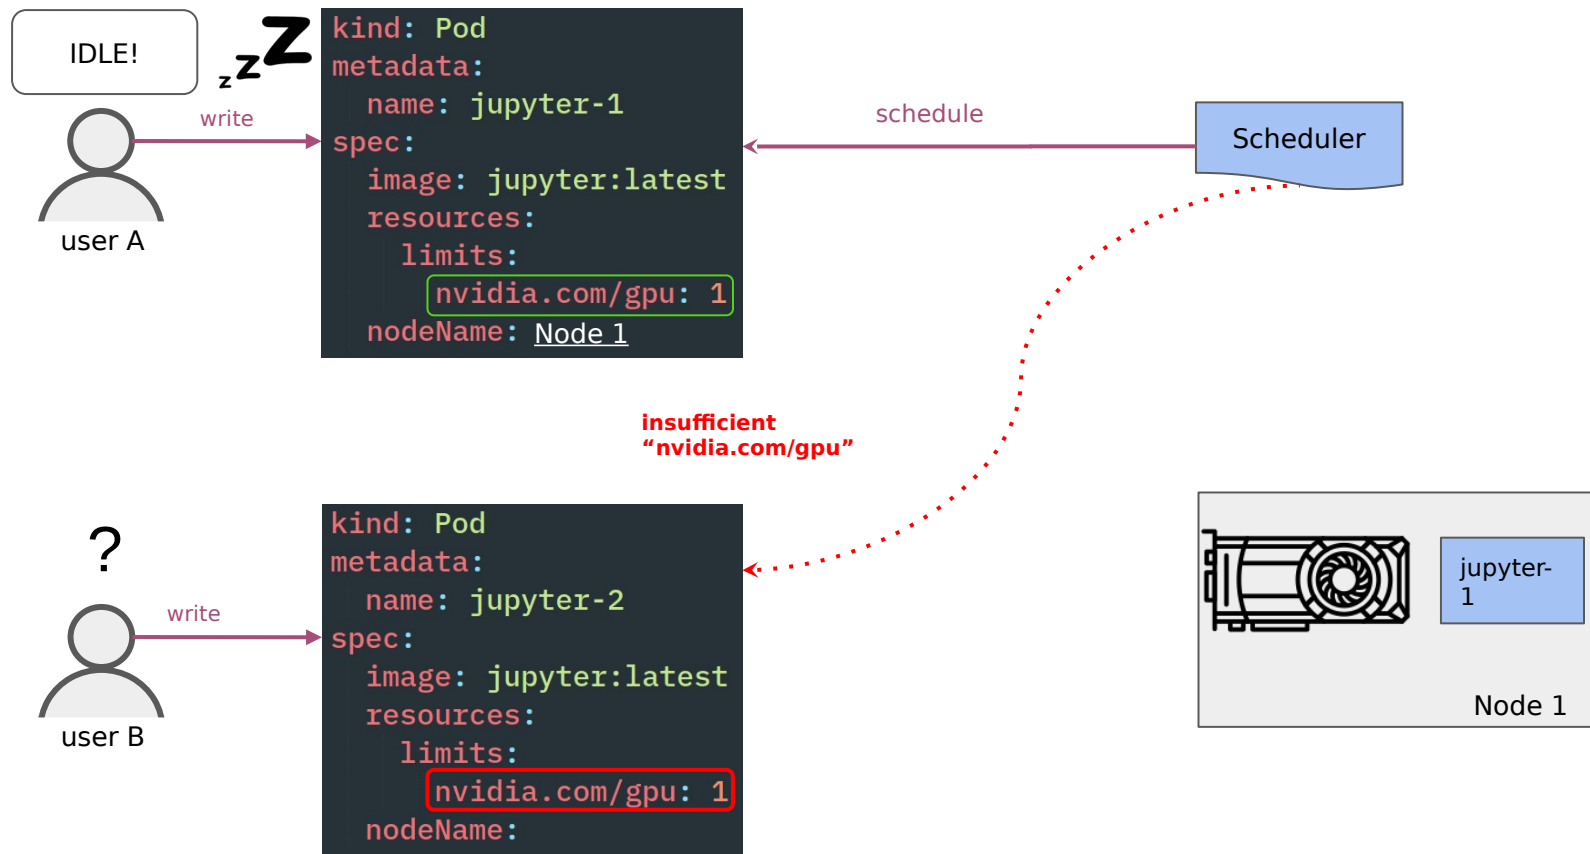 IDLE!
z z Z
write
user A
kind: Pod
metadata:
  name: jupyter-1
spec:
  image: jupyter:latest
  resources:
    limits:
      nvidia.com/gpu: 1
  nodeName: Node 1
schedule
Scheduler
insufficient
“nvidia.com/gpu”
?
write
user B
kind: Pod
metadata:
  name: jupyter-2
spec:
  image: jupyter:latest
  resources:
    limits:
      nvidia.com/gpu: 1
  nodeName:
jupyter-
1
Node 1